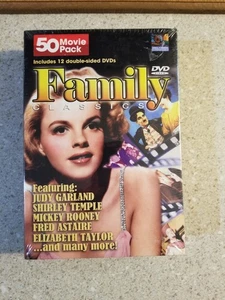 50 Movie
Pack
Includes 12 double-sided DVDs
Family
DVD
CLASSICS
Featuring:
JUDY GARLAND
SHIRLEY TEMPLE
MICKEY ROONEY
FRED ASTAIRE
ELIZABETH TAYLOR
...and many more!